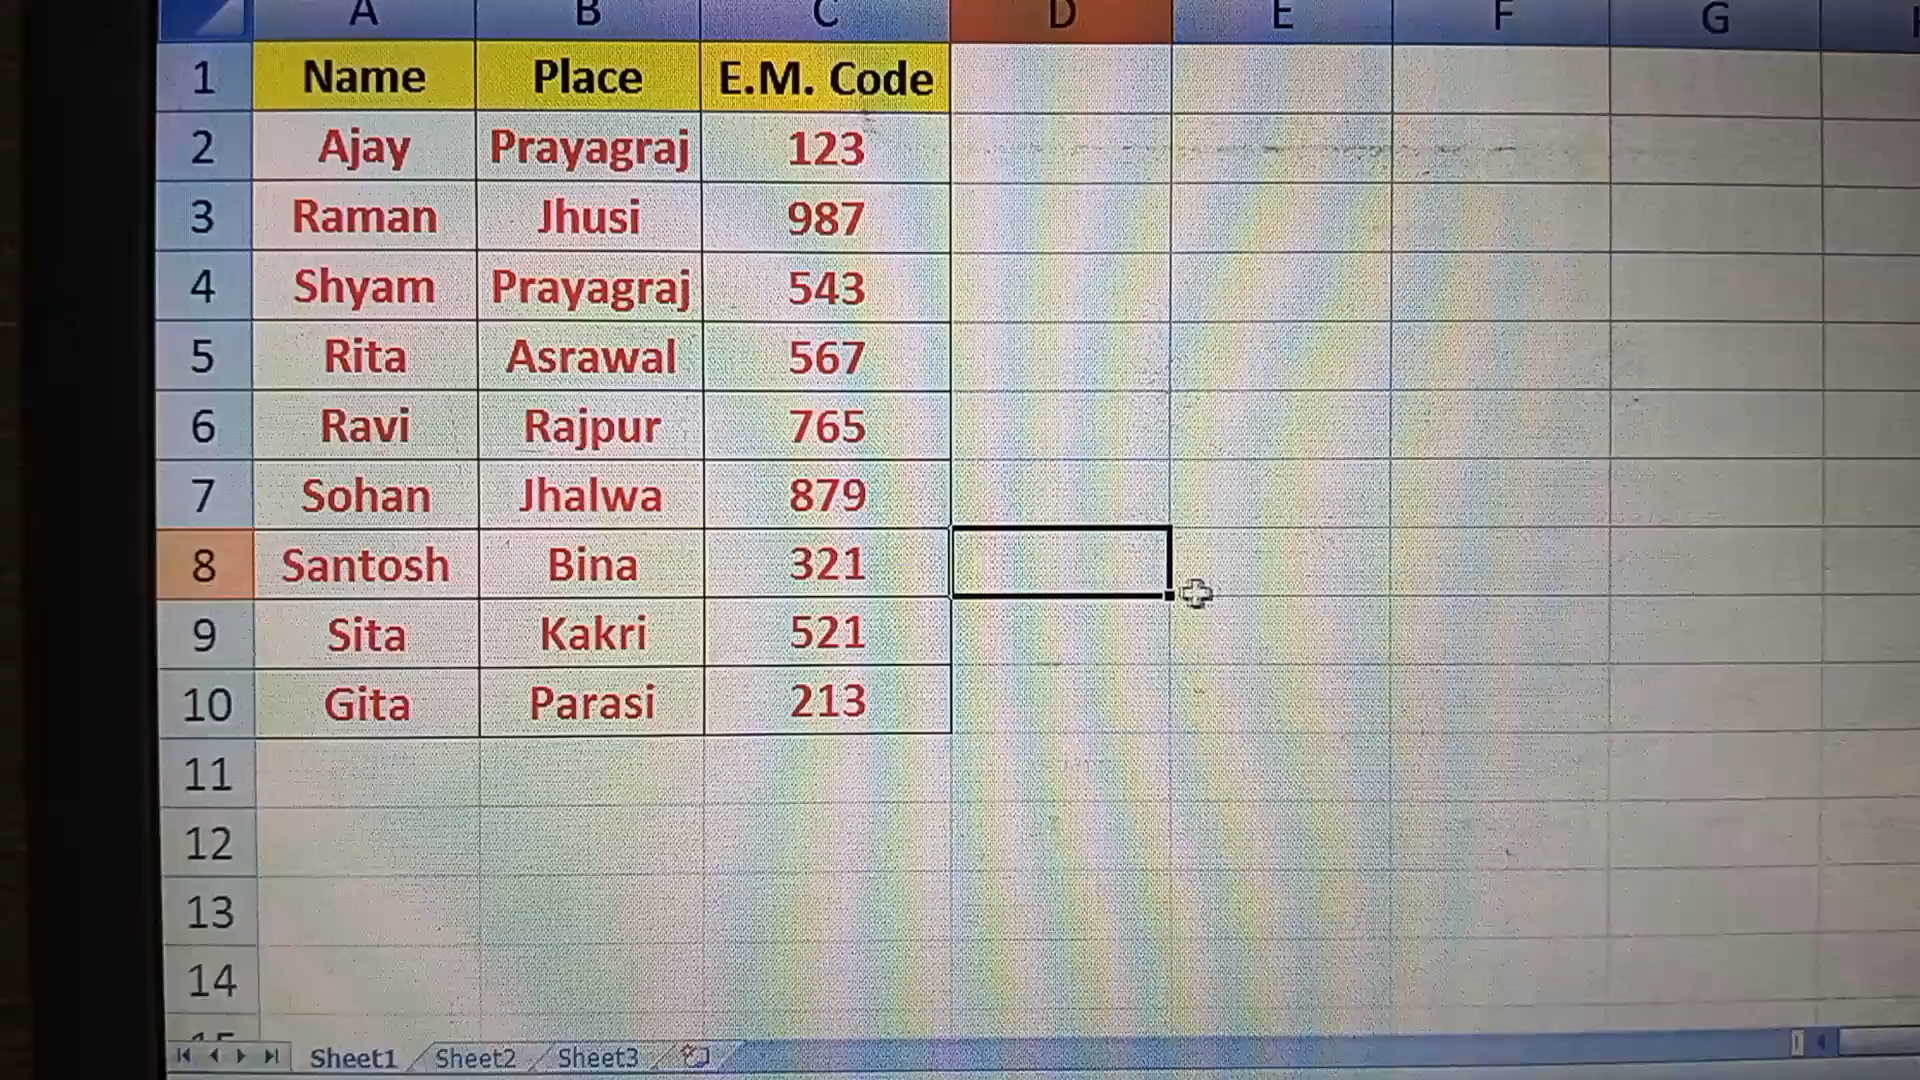 A B C D E F G
1 Name Place E.M. Code
2 Ajay Prayagraj 123
3 Raman Jhusi 987
4 Shyam Prayagraj 543
5 Rita Asrawal 567
6 Ravi Rajpur 765
7 Sohan Jhalwa 879
8 Santosh Bina 321
9 Sita Kakri 521
10 Gita Parasi 213
11
12
13
14
Sheet1 Sheet2 Sheet3